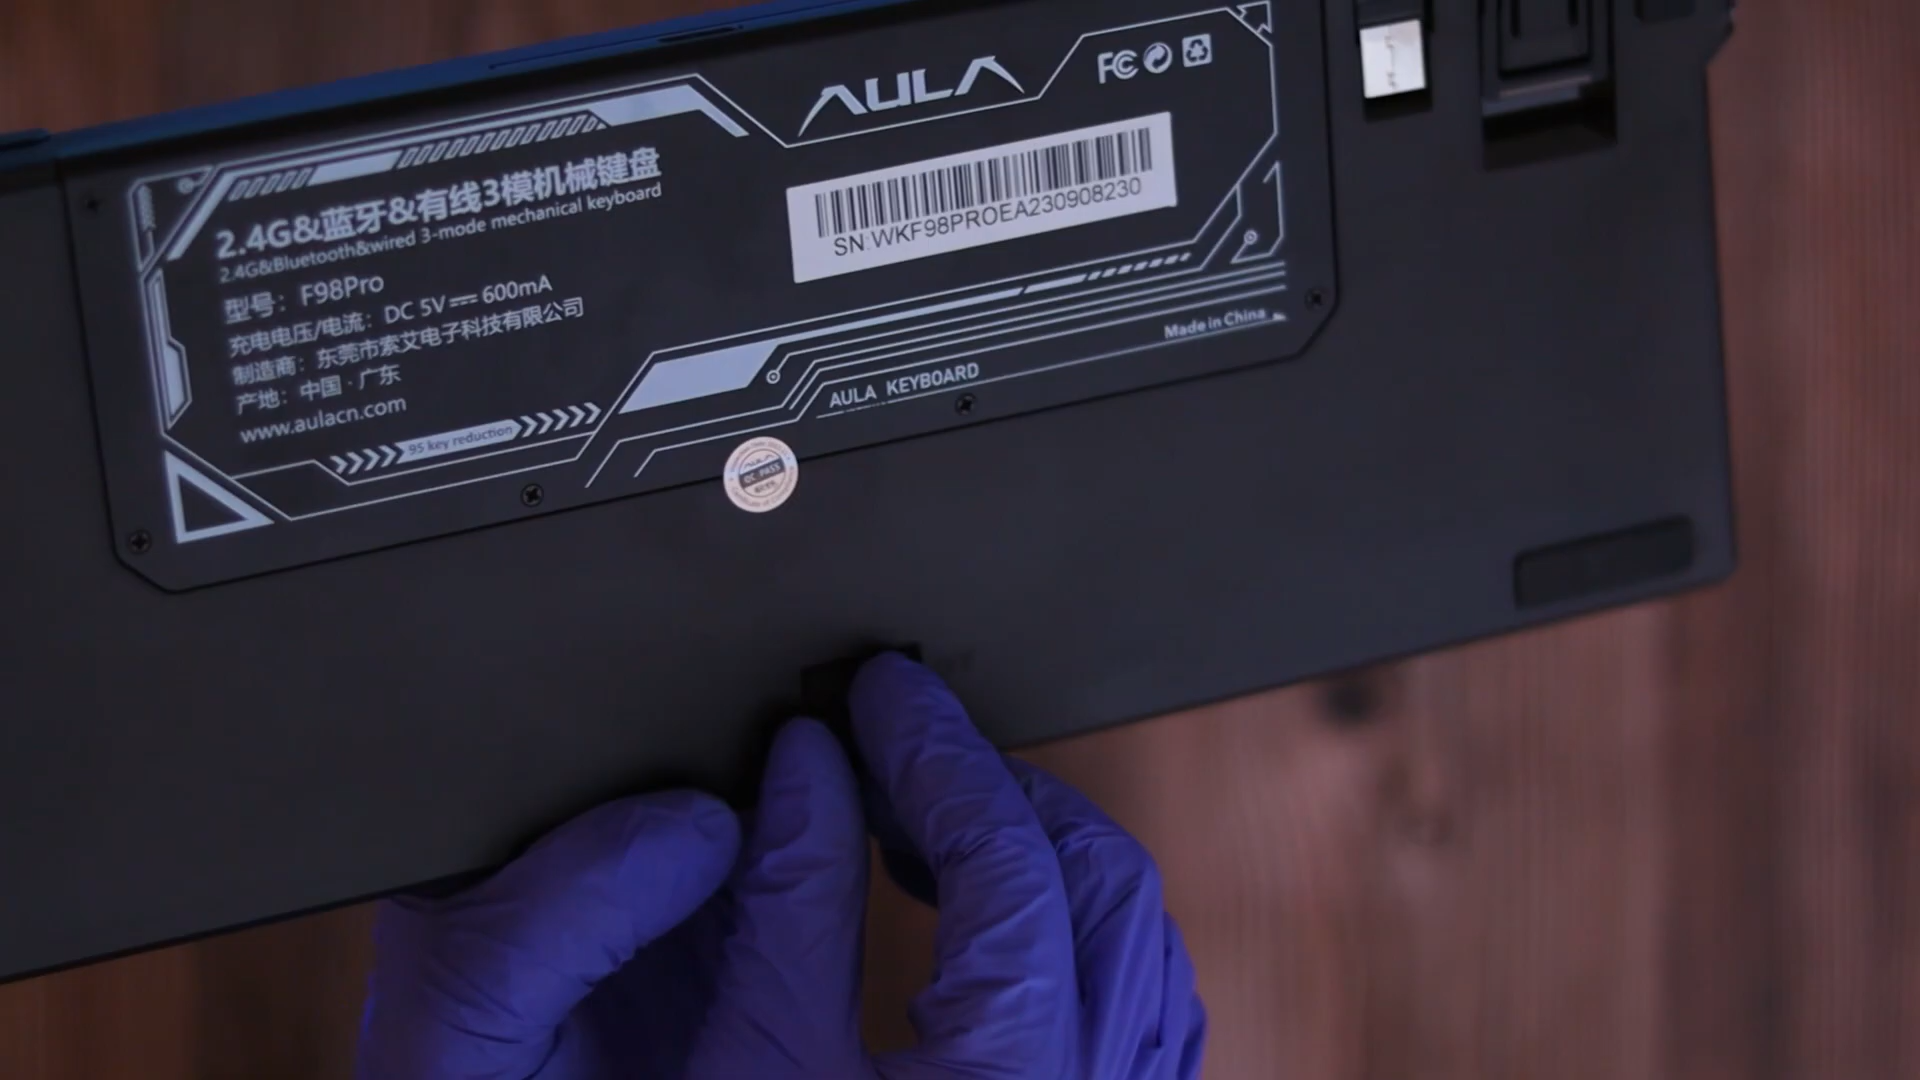 AULA
FC
2.4G&蓝牙&有线3模机械键盘
2.4G&Bluetooth&wired 3-mode mechanical keyboard
型号：F98Pro
充电电压/电流：DC 5V⎓600mA
制造商：东莞市索艾电子科技有限公司
产地：中国·广东
www.aulacn.com
SN:WKF98PROEA230908230
Made in China
95 key reduction
AULA KEYBOARD
AULA
QC PASS